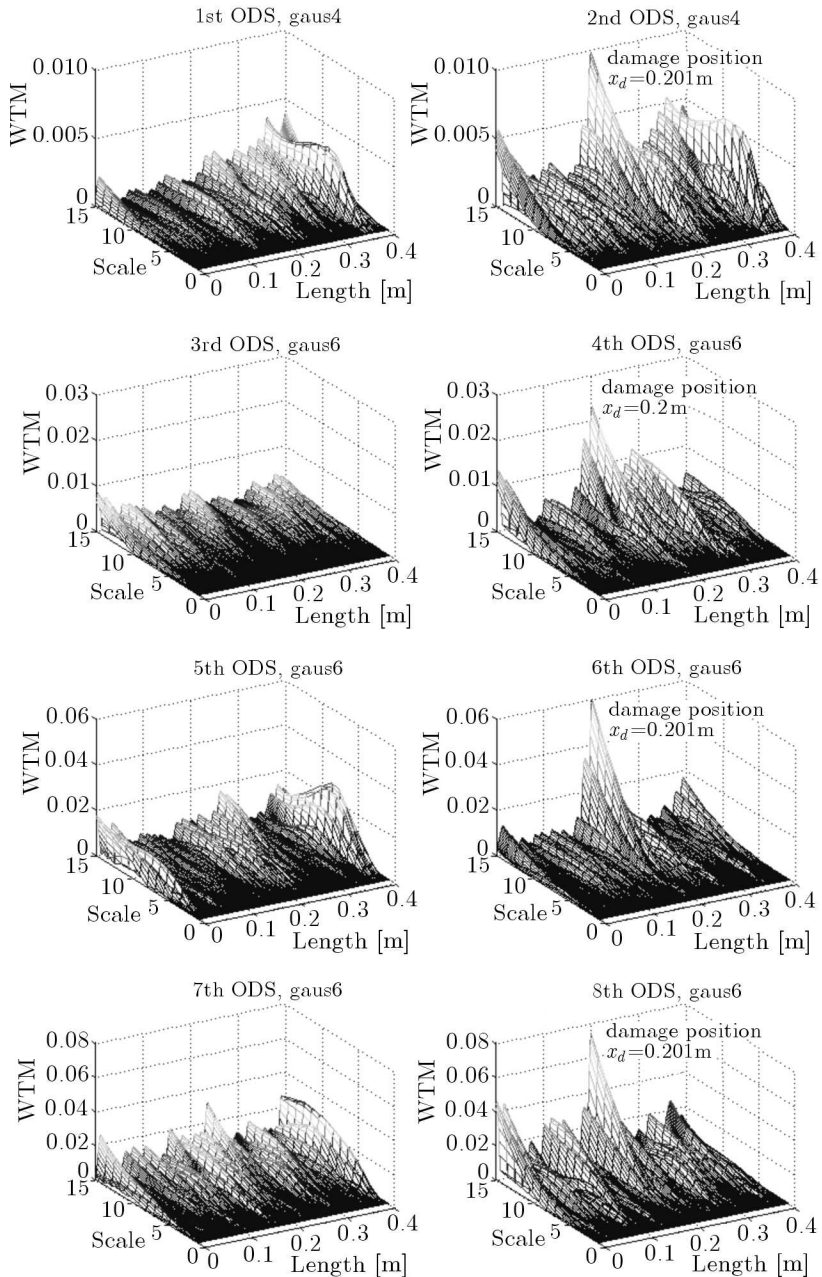 1st ODS, gaus4
WTM
0.010
0.005
0
15
10
5
0
Scale
0
0.1
0.2
0.3
0.4
Length [m]
2nd ODS, gaus4
damage position
x_d=0.201m
WTM
0.010
0.005
0
15
10
5
0
Scale
0
0.1
0.2
0.3
0.4
Length [m]
3rd ODS, gaus6
WTM
0.03
0.02
0.01
0
15
10
5
0
Scale
0
0.1
0.2
0.3
0.4
Length [m]
4th ODS, gaus6
damage position
x_d=0.2m
WTM
0.03
0.02
0.01
0
15
10
5
0
Scale
0
0.1
0.2
0.3
0.4
Length [m]
5th ODS, gaus6
WTM
0.06
0.04
0.02
0
15
10
5
0
Scale
0
0.1
0.2
0.3
0.4
Length [m]
6th ODS, gaus6
damage position
x_d=0.201m
WTM
0.06
0.04
0.02
0
15
10
5
0
Scale
0
0.1
0.2
0.3
0.4
Length [m]
7th ODS, gaus6
WTM
0.08
0.06
0.04
0.02
0
15
10
5
0
Scale
0
0.1
0.2
0.3
0.4
Length [m]
8th ODS, gaus6
damage position
x_d=0.201m
WTM
0.08
0.06
0.04
0.02
0
15
10
5
0
Scale
0
0.1
0.2
0.3
0.4
Length [m]